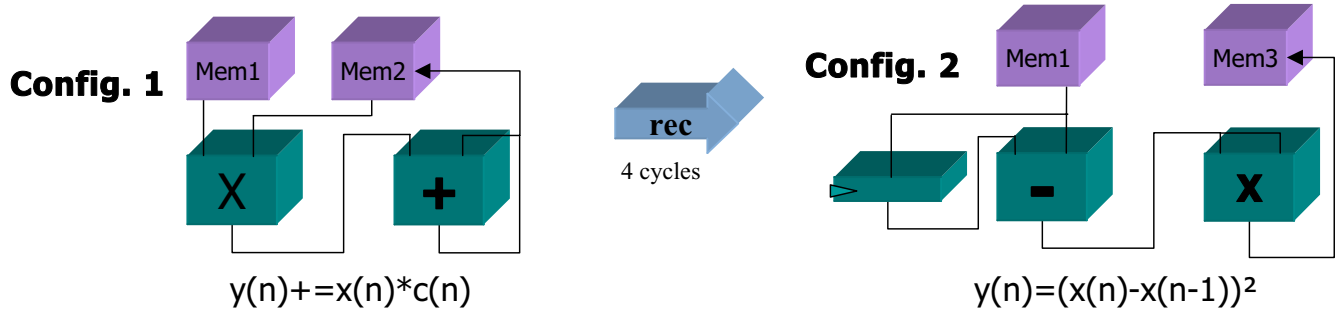 Config. 1
Mem1
Mem2
X
+
y(n)+=x(n)*c(n)
rec
4 cycles
Config. 2
Mem1
Mem3
-
x
y(n)=(x(n)-x(n-1))²